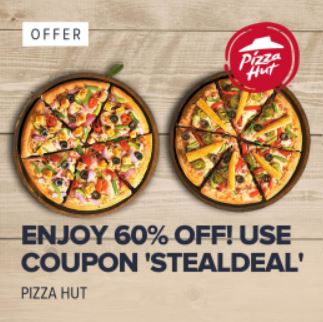 OFFER
Pizza
Hut
ENJOY 60% OFF! USE
COUPON 'STEALDEAL'
PIZZA HUT